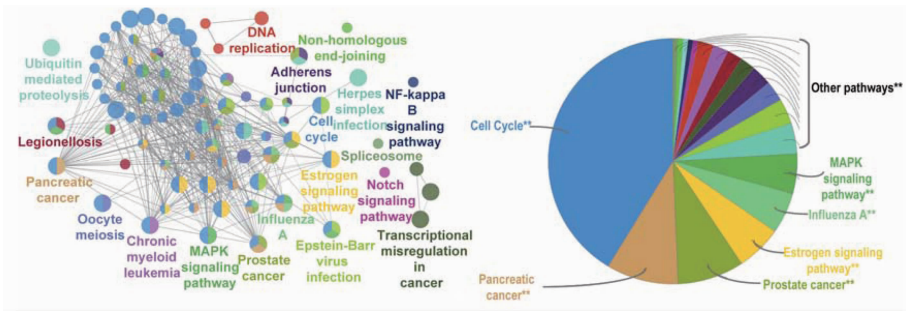 DNA
replication
Non-homologous
end-joining
Ubiquitin
mediated
proteolysis
Adherens
junction
Herpes
simplex
infection
NF-kappa
B
signaling
pathway
Cell
cycle
Legionellosis
Spliceosome
Pancreatic
cancer
Estrogen
signaling
pathway
Notch
signaling
pathway
Oocyte
meiosis
Influenza
A
Chronic
myeloid
leukemia
MAPK
signaling
pathway
Prostate
cancer
Epstein-Barr
virus
infection
Transcriptional
misregulation
in
cancer
Cell Cycle**
Other pathways**
MAPK
signaling
pathway**
Influenza A**
Estrogen signaling
pathway**
Prostate cancer**
Pancreatic
cancer**